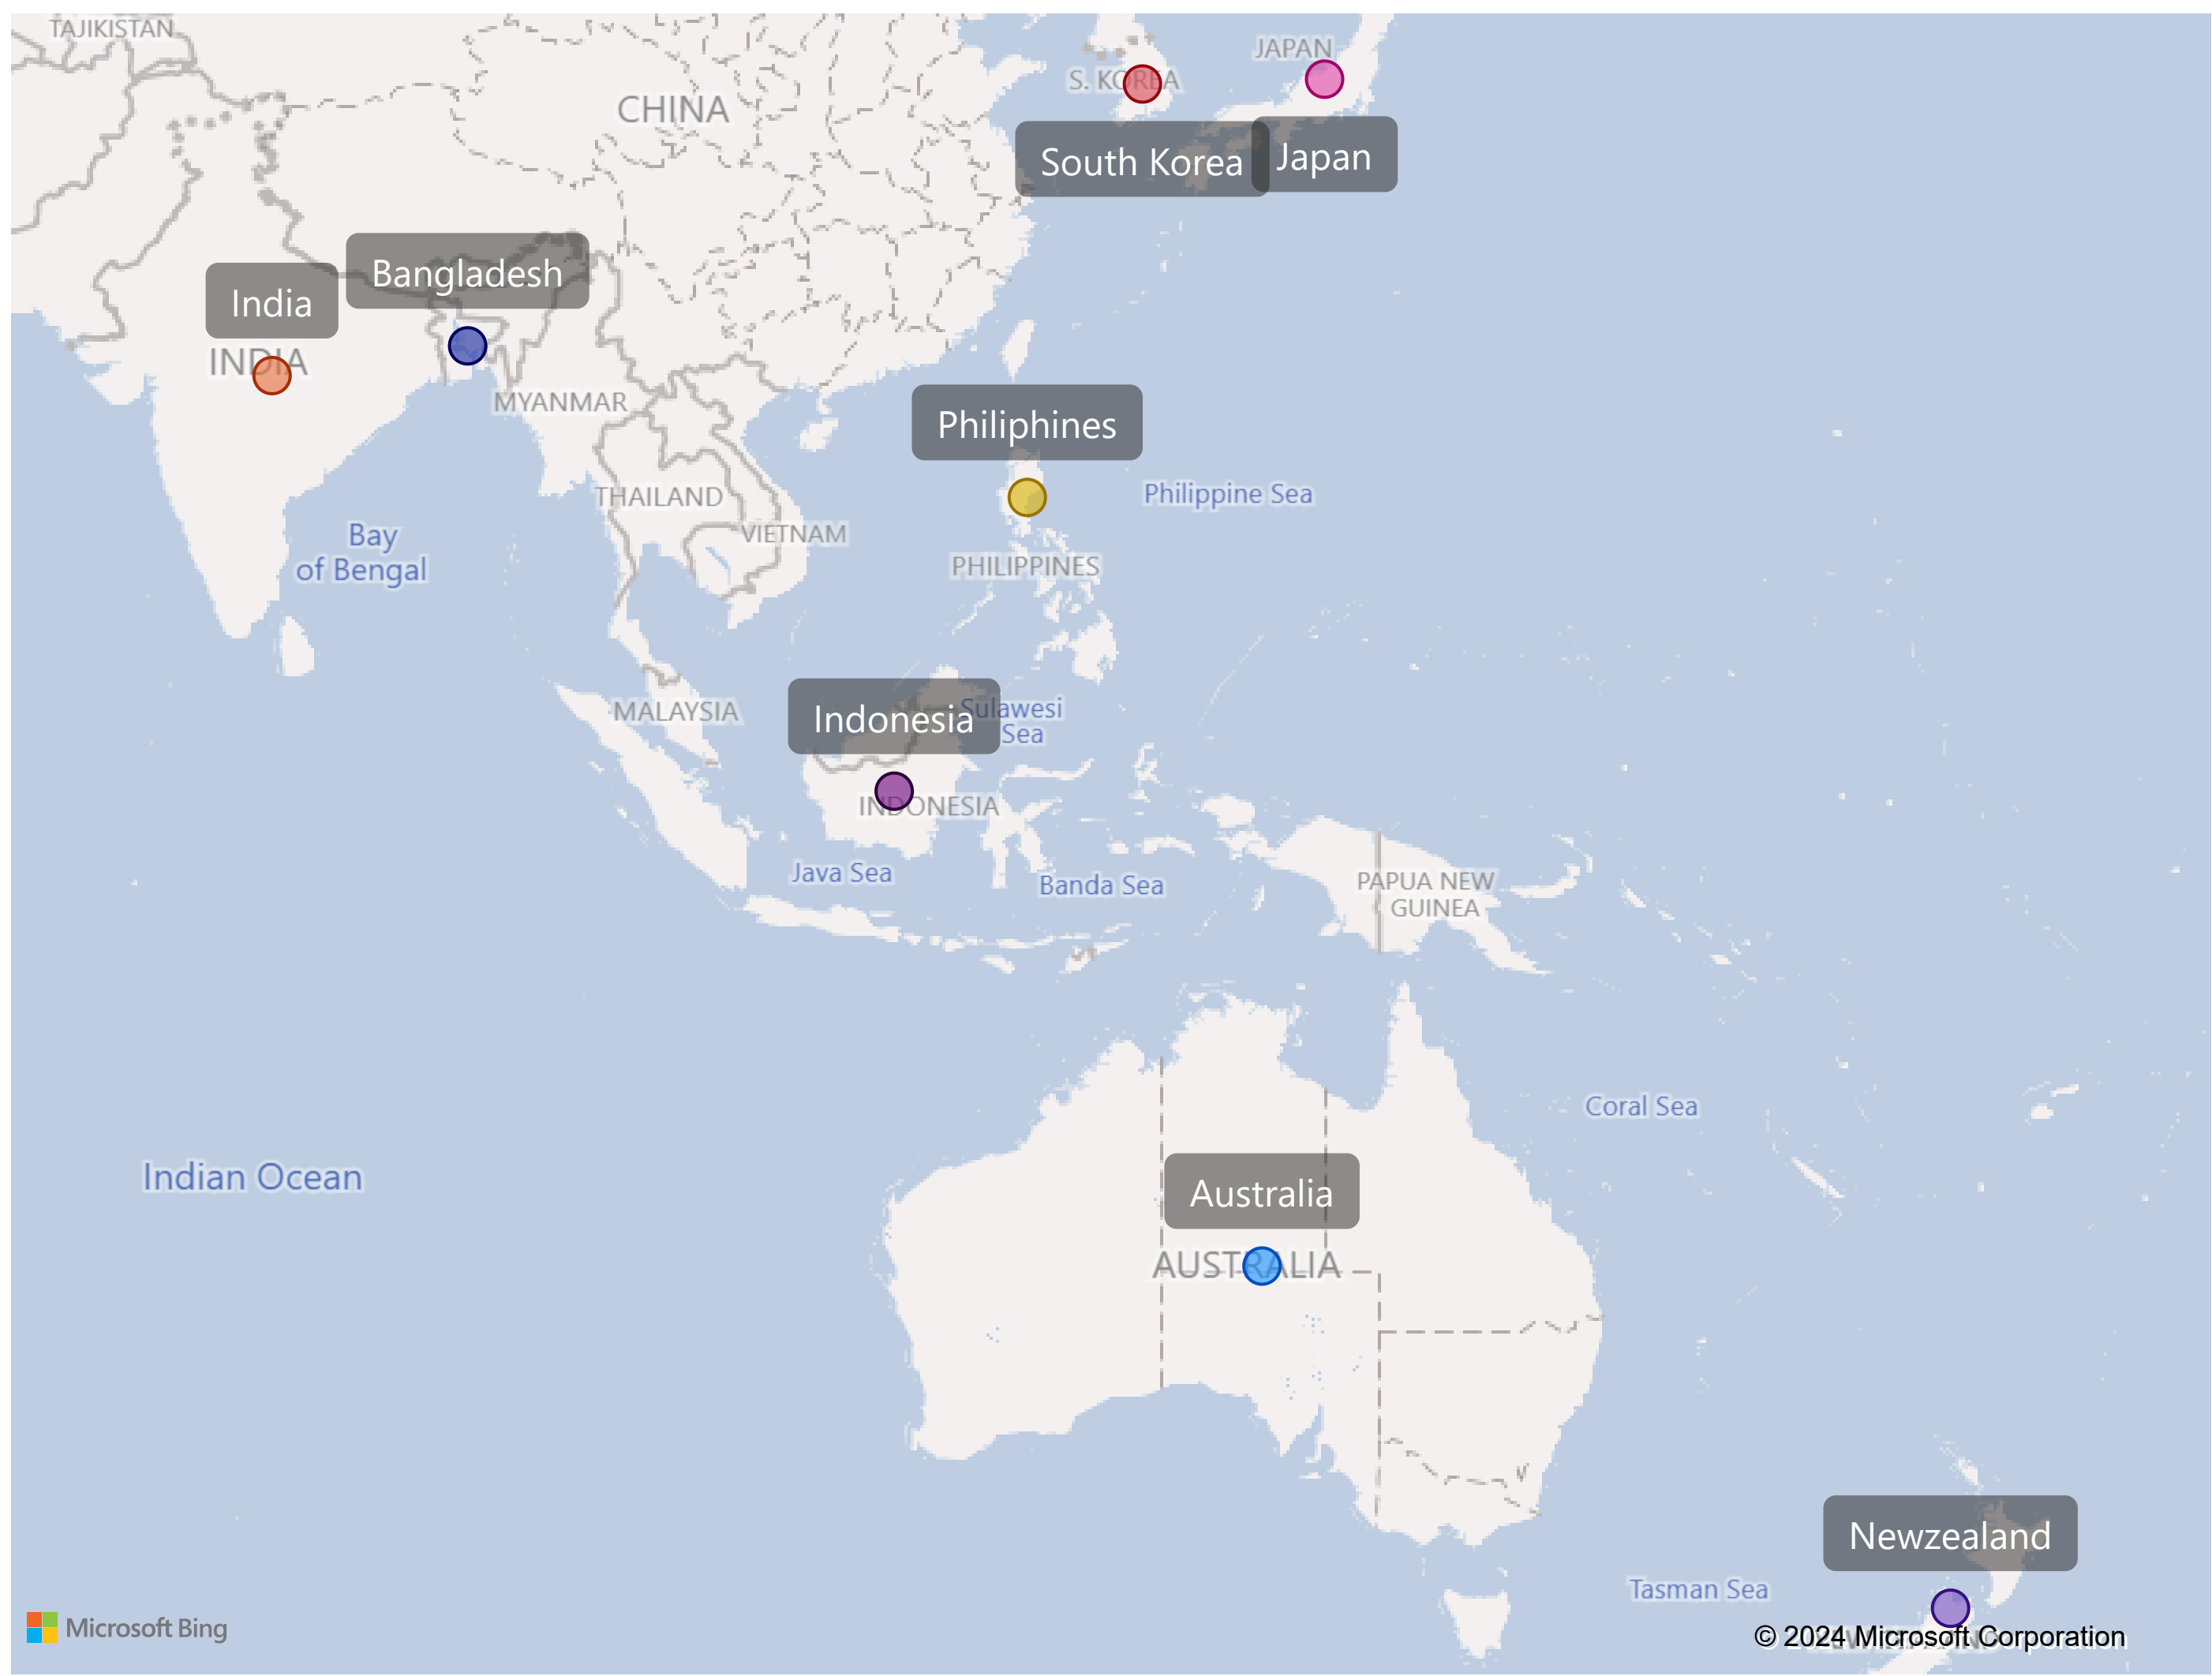 TAJIKISTAN
JAPAN
S. KOREA
CHINA
South Korea
Japan
Bangladesh
India
INDIA
MYANMAR
Philiphines
THAILAND
Philippine Sea
VIETNAM
Bay
of Bengal
PHILIPPINES
MALAYSIA
Indonesia
Sulawesi
Sea
INDONESIA
Java Sea
Banda Sea
PAPUA NEW
GUINEA
Coral Sea
Indian Ocean
Australia
AUSTRALIA
Newzealand
Tasman Sea
Microsoft Bing
© 2024 Microsoft Corporation